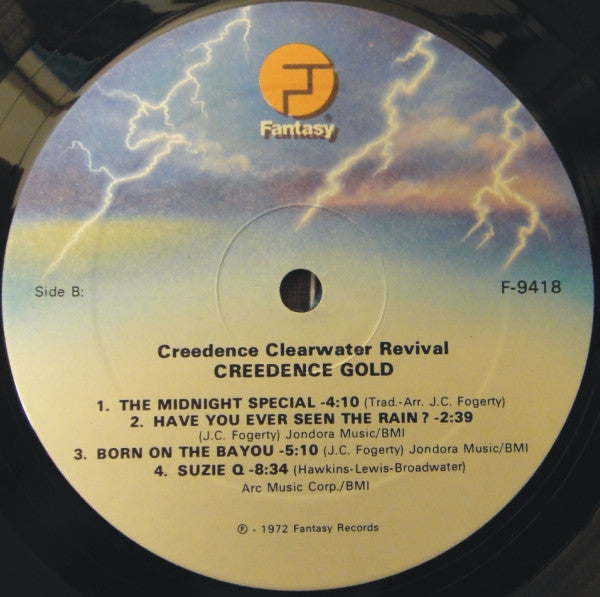 Fantasy®
Side B:
F-9418
Creedence Clearwater Revival
CREEDENCE GOLD
1. THE MIDNIGHT SPECIAL -4:10 (Trad.-Arr. J.C. Fogerty)
2. HAVE YOU EVER SEEN THE RAIN? -2:39
(J.C. Fogerty) Jondora Music/BMI
3. BORN ON THE BAYOU -5:10 (J.C. Fogerty) Jondora Music/BMI
4. SUZIE Q -8:34 (Hawkins-Lewis-Broadwater)
Arc Music Corp./BMI
℗ - 1972 Fantasy Records